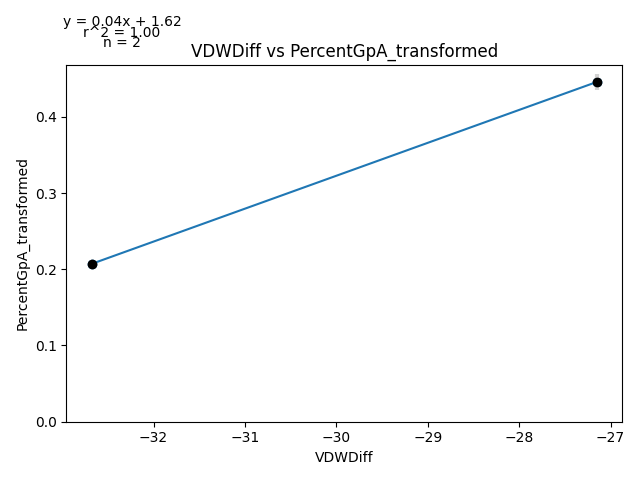 y = 0.04x + 1.62
r^2 = 1.00
n = 2
VDWDiff vs PercentGpA_transformed
PercentGpA_transformed
0.4
0.3
0.2
0.1
0.0
−32
−31
−30
−29
−28
−27
VDWDiff